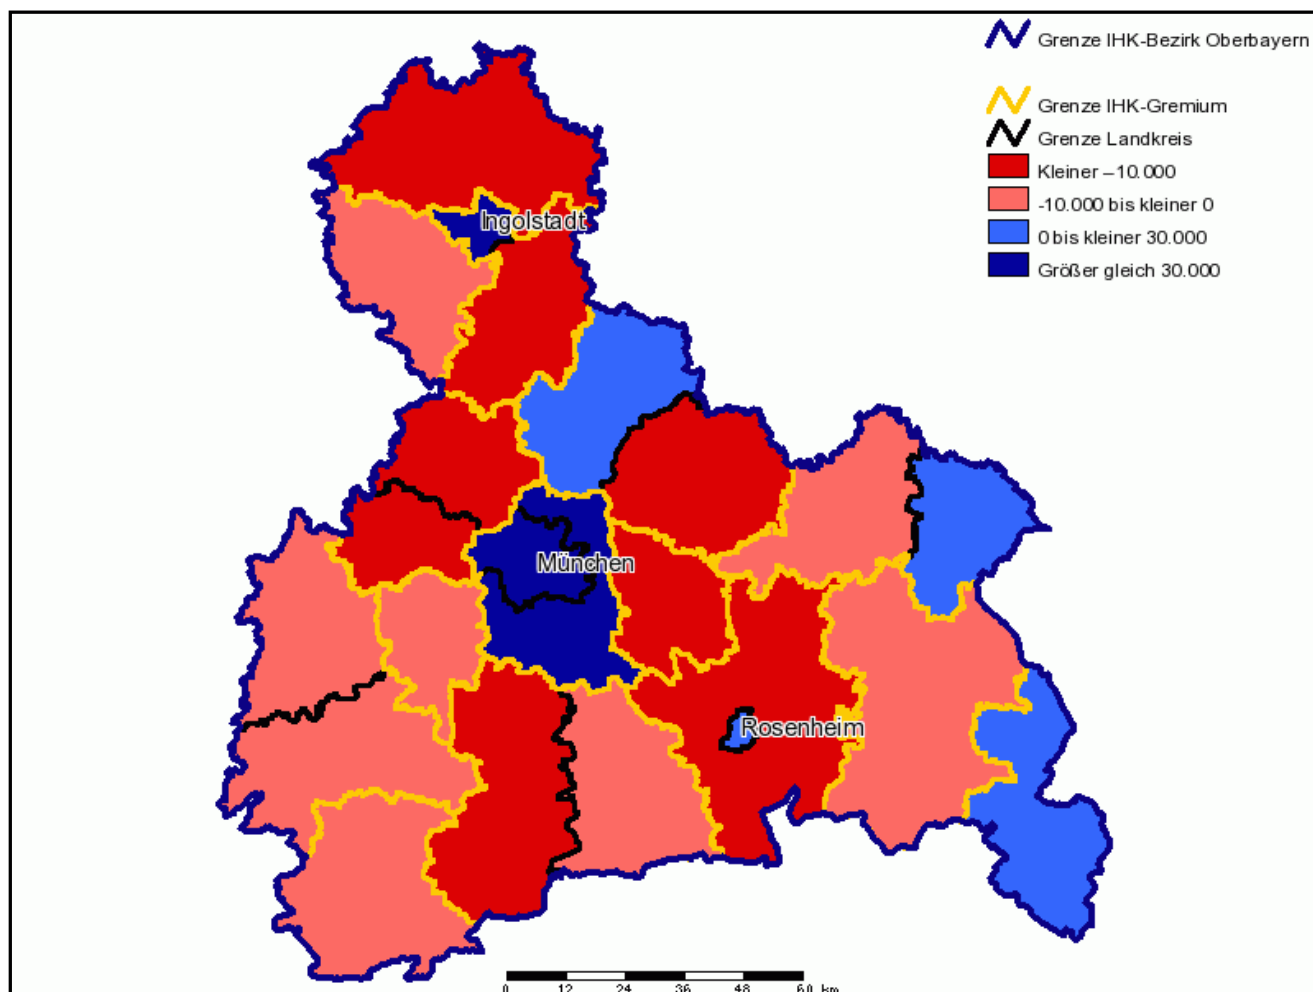 Grenze IHK-Bezirk Oberbayern
Grenze IHK-Gremium
Grenze Landkreis
Kleiner –10.000
-10.000 bis kleiner 0
0 bis kleiner 30.000
Größer gleich 30.000
Ingolstadt
München
Rosenheim
0 12 24 36 48 60 km